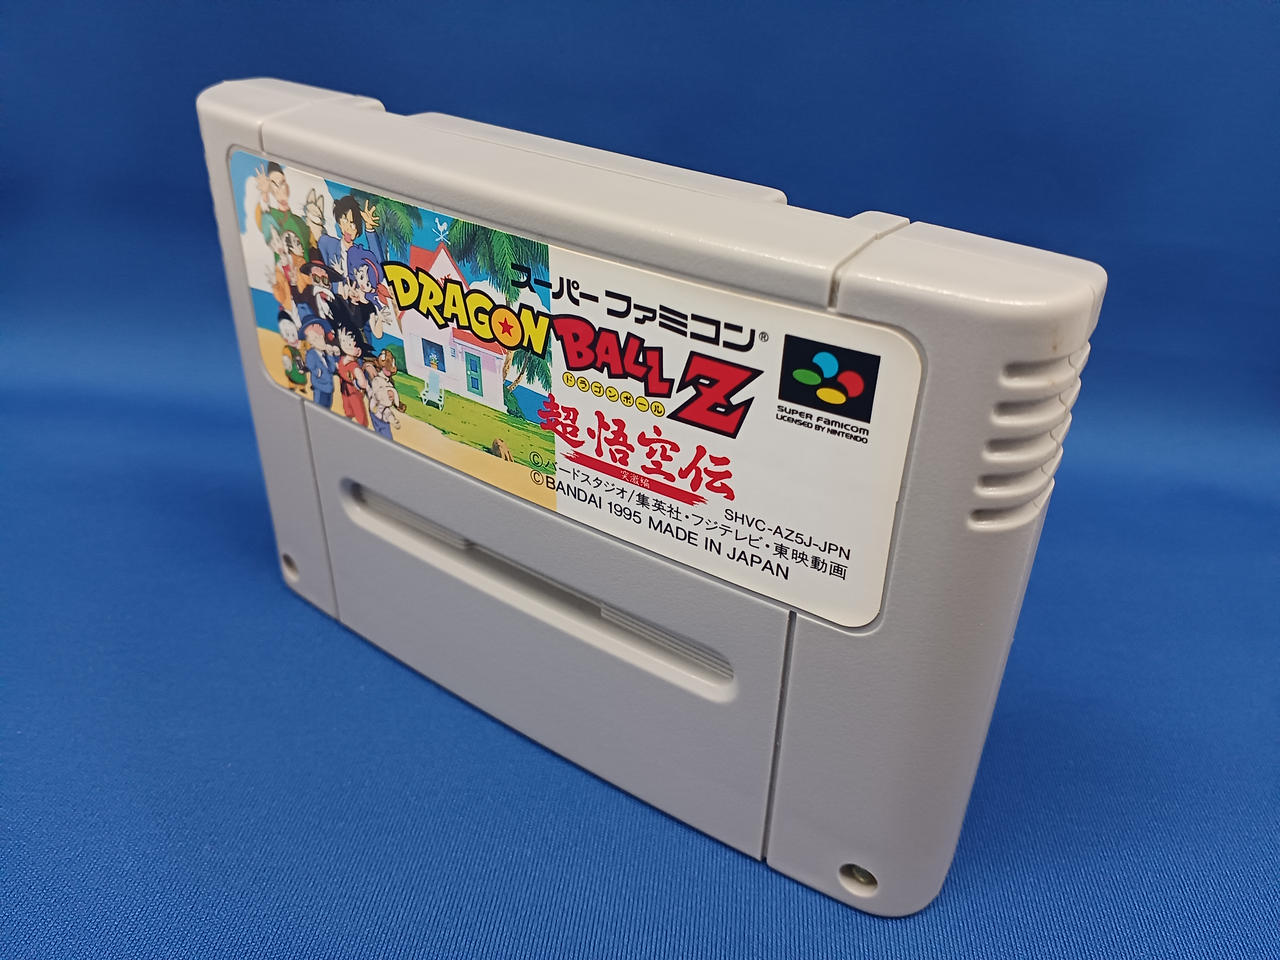 スーパーファミコン®
DRAGON BALL Z
ドラゴンボール
超悟空伝
突激編
SUPER FAMICOM
LICENSED BY NINTENDO
SHVC-AZ5J-JPN
©バードスタジオ/集英社・フジテレビ・東映動画
©BANDAI 1995 MADE IN JAPAN